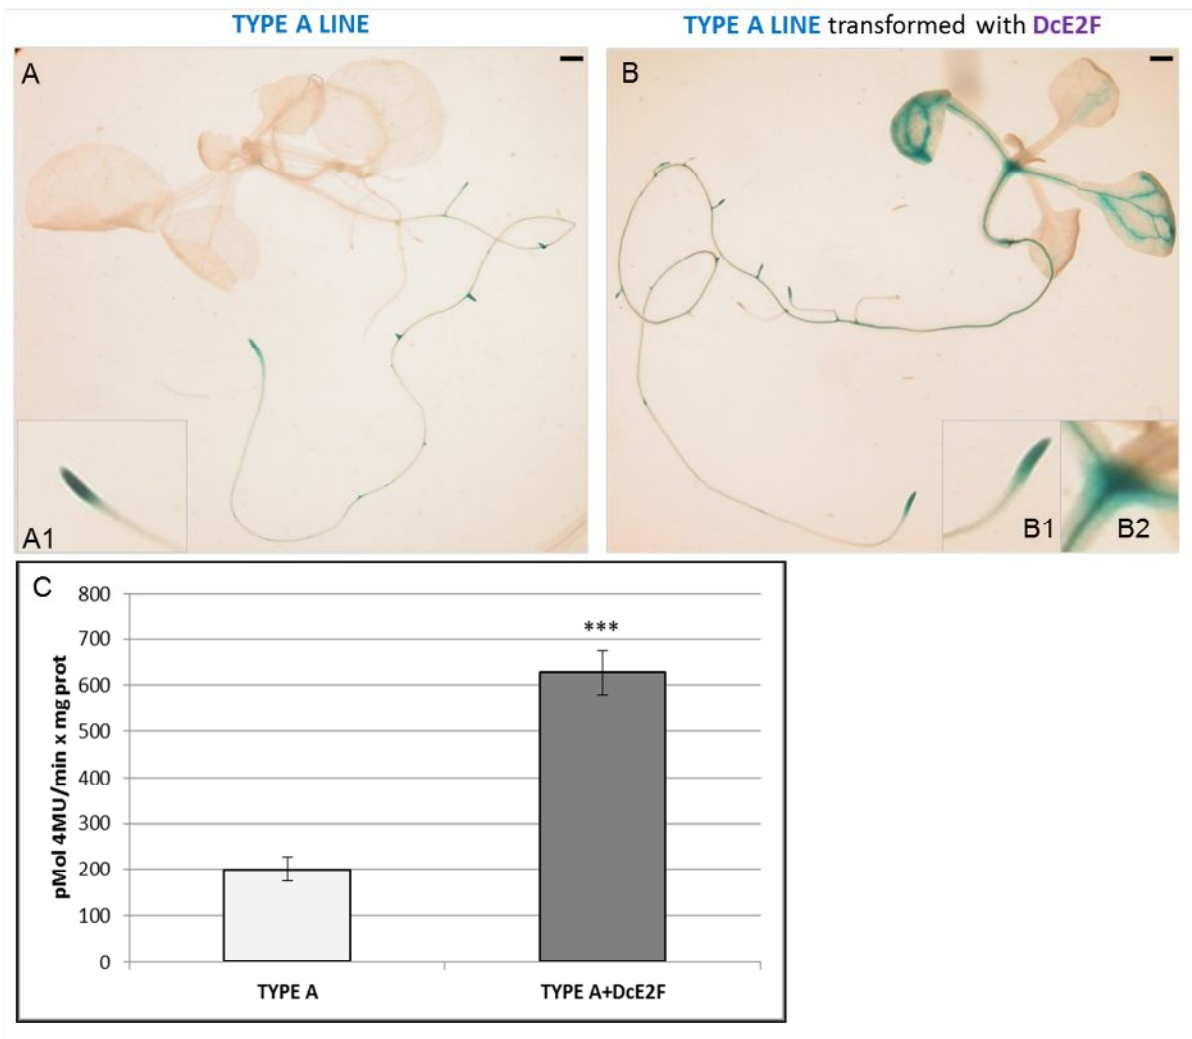 TYPE A LINE
TYPE A LINE transformed with DcE2F
A
B
A1
B1
B2
C
pMol 4MU/min x mg prot
800
700
600
500
400
300
200
100
0
***
TYPE A
TYPE A+DcE2F